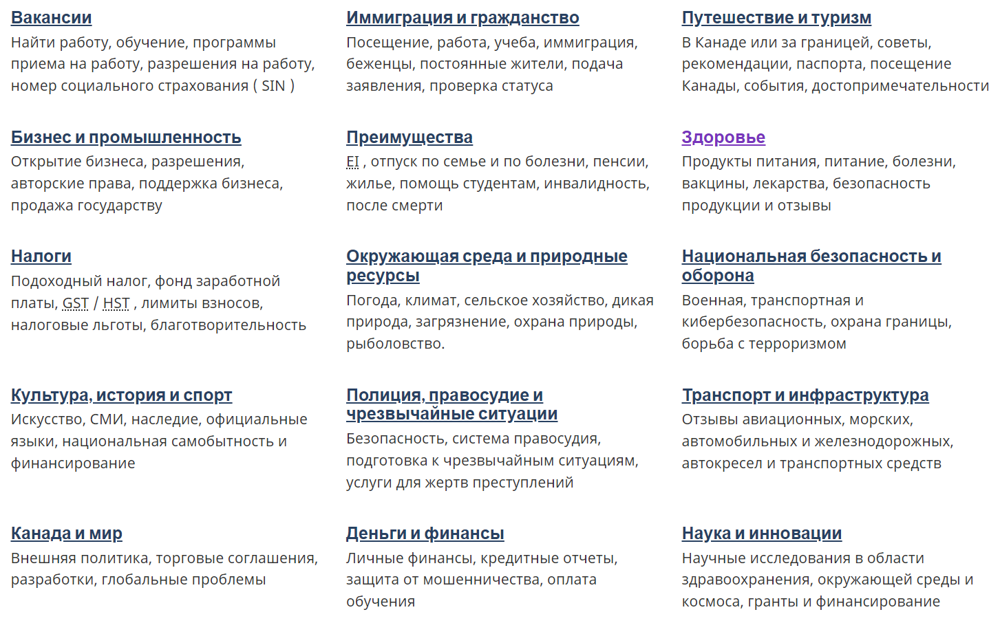 Вакансии
Найти работу, обучение, программы
приема на работу, разрешения на работу,
номер социального страхования ( SIN )
Иммиграция и гражданство
Посещение, работа, учеба, иммиграция,
беженцы, постоянные жители, подача
заявления, проверка статуса
Путешествие и туризм
В Канаде или за границей, советы,
рекомендации, паспорта, посещение
Канады, события, достопримечательности
Бизнес и промышленность
Открытие бизнеса, разрешения,
авторские права, поддержка бизнеса,
продажа государству
Преимущества
EI , отпуск по семье и по болезни, пенсии,
жилье, помощь студентам, инвалидность,
после смерти
Здоровье
Продукты питания, питание, болезни,
вакцины, лекарства, безопасность
продукции и отзывы
Налоги
Подоходный налог, фонд заработной
платы, GST / HST , лимиты взносов,
налоговые льготы, благотворительность
Окружающая среда и природные
ресурсы
Погода, климат, сельское хозяйство, дикая
природа, загрязнение, охрана природы,
рыболовство.
Национальная безопасность и
оборона
Военная, транспортная и
кибербезопасность, охрана границы,
борьба с терроризмом
Культура, история и спорт
Искусство, СМИ, наследие, официальные
языки, национальная самобытность и
финансирование
Полиция, правосудие и
чрезвычайные ситуации
Безопасность, система правосудия,
подготовка к чрезвычайным ситуациям,
услуги для жертв преступлений
Транспорт и инфраструктура
Отзывы авиационных, морских,
автомобильных и железнодорожных,
автокресел и транспортных средств
Канада и мир
Внешняя политика, торговые соглашения,
разработки, глобальные проблемы
Деньги и финансы
Личные финансы, кредитные отчеты,
защита от мошенничества, оплата
обучения
Наука и инновации
Научные исследования в области
здравоохранения, окружающей среды и
космоса, гранты и финансирование